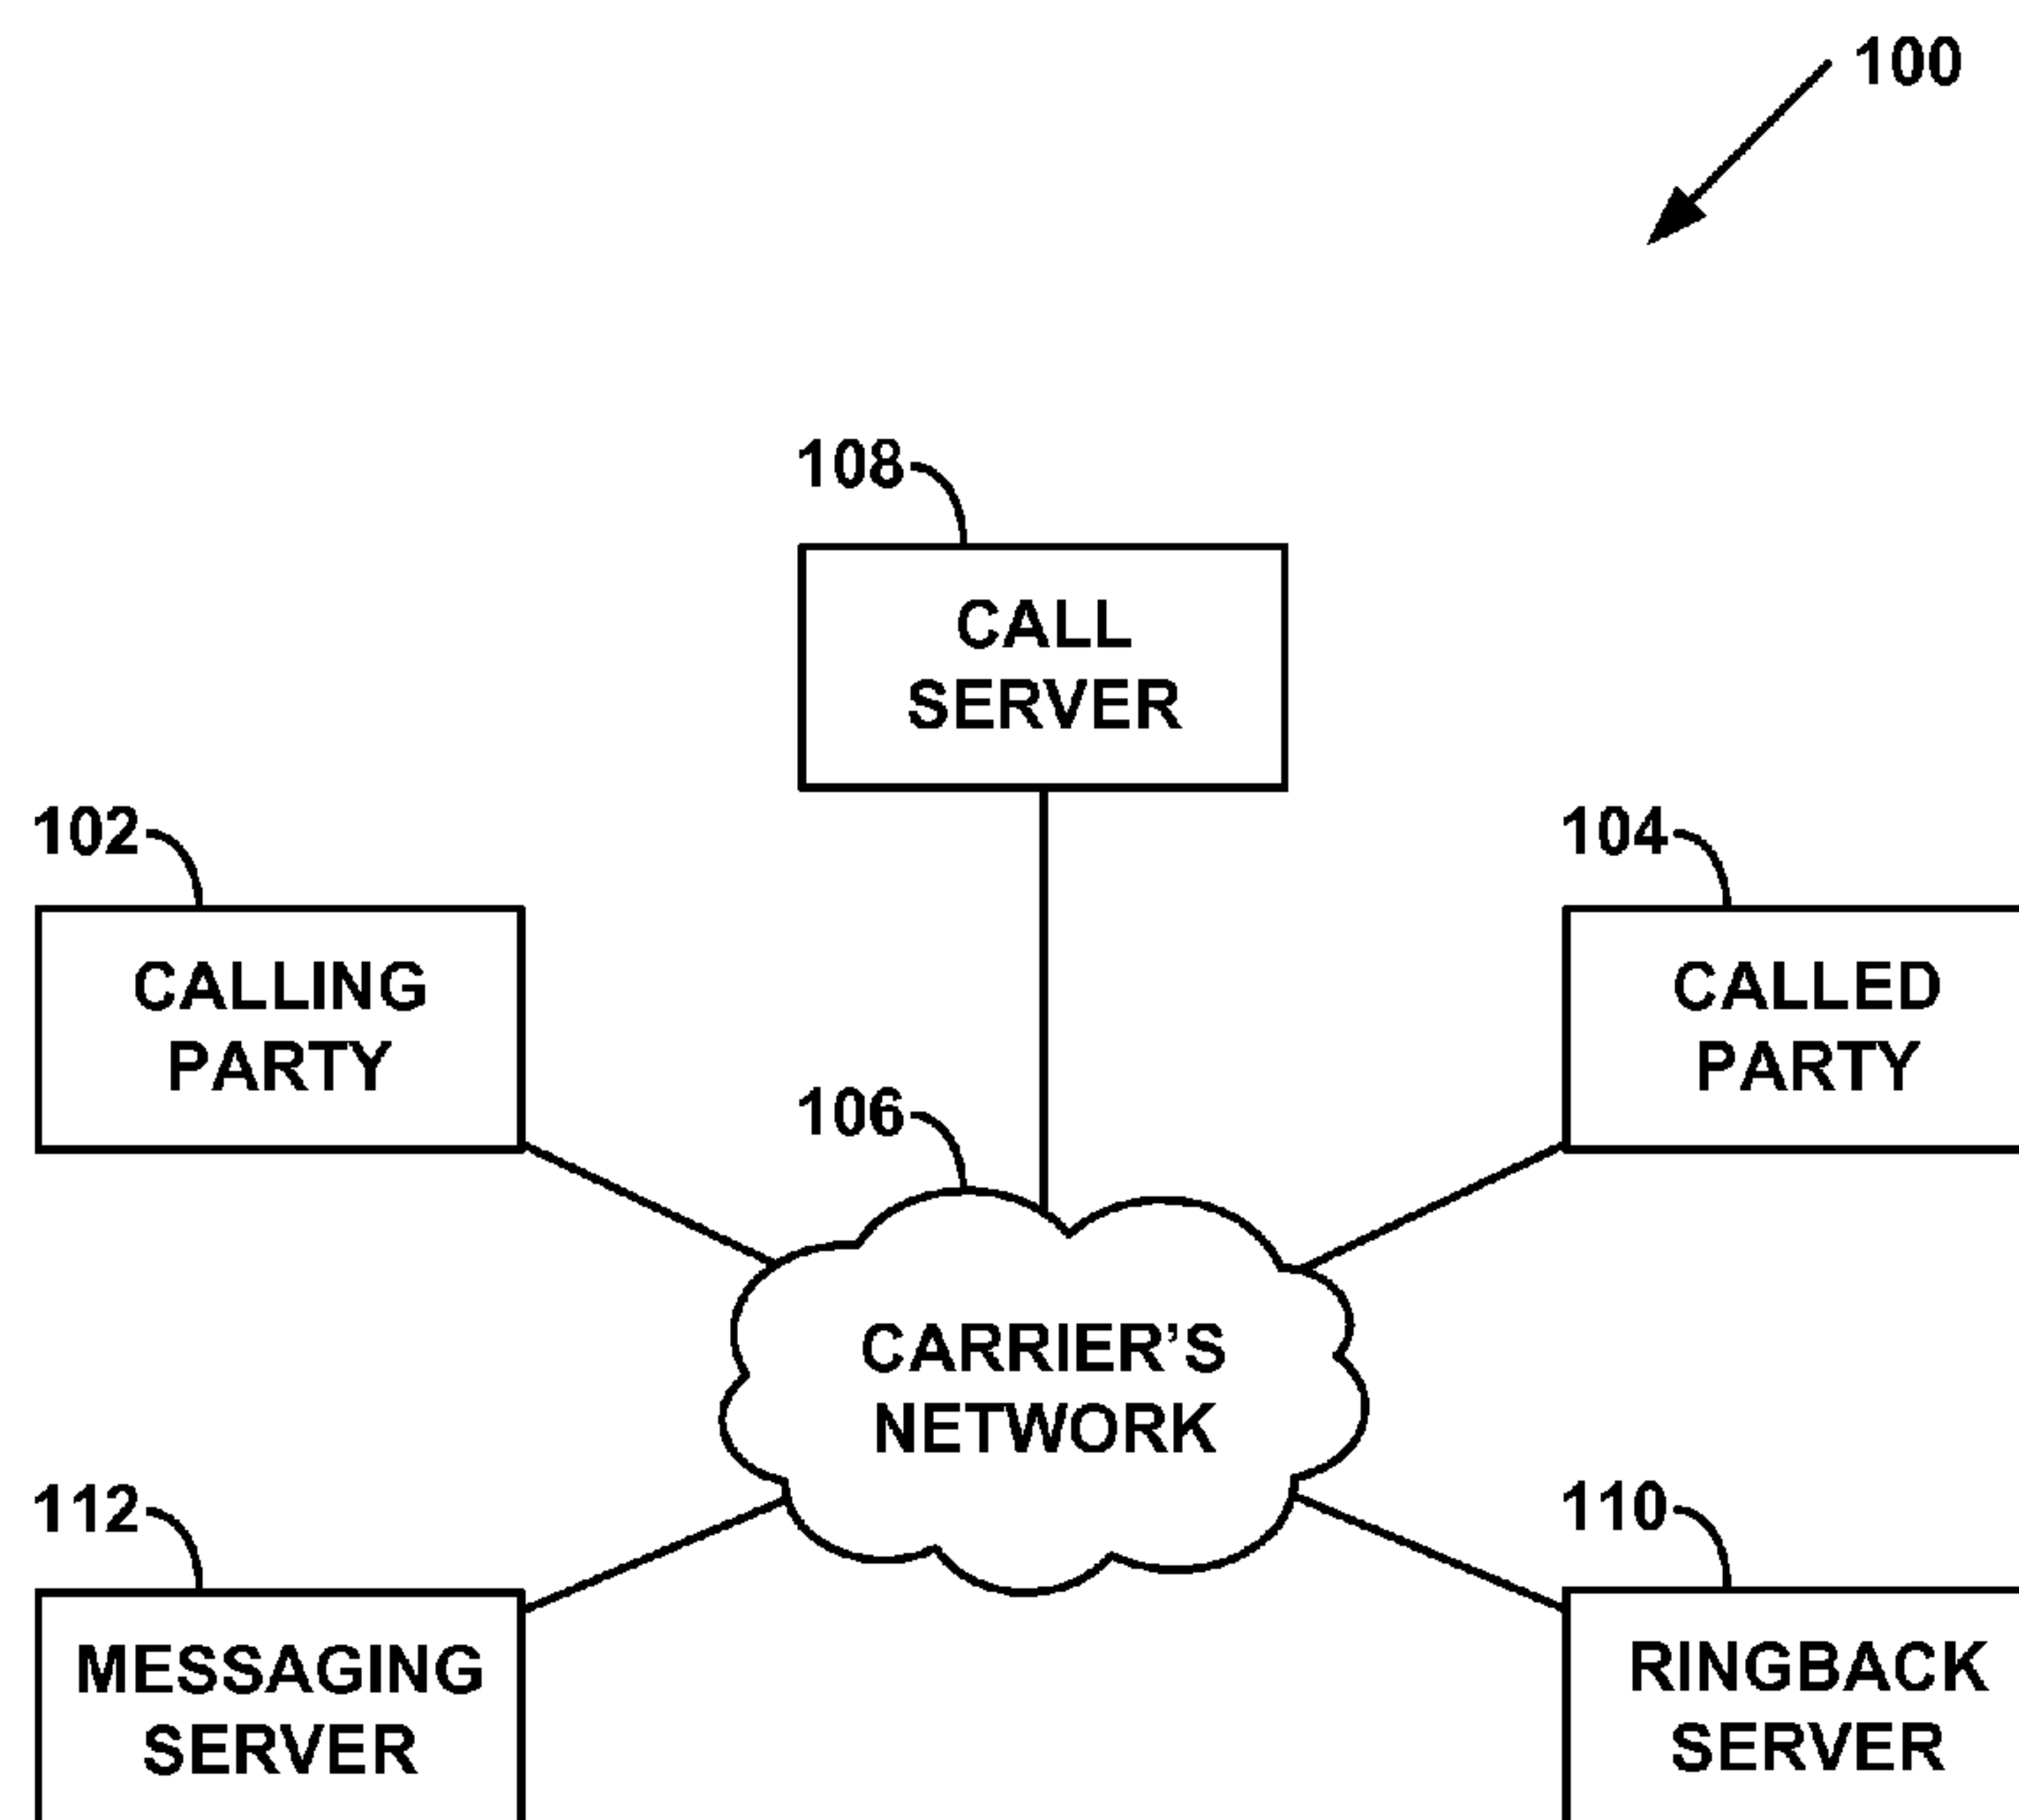 100
108
CALL
SERVER
102
104
CALLING
PARTY
CALLED
PARTY
106
CARRIER'S
NETWORK
112
110
MESSAGING
SERVER
RINGBACK
SERVER